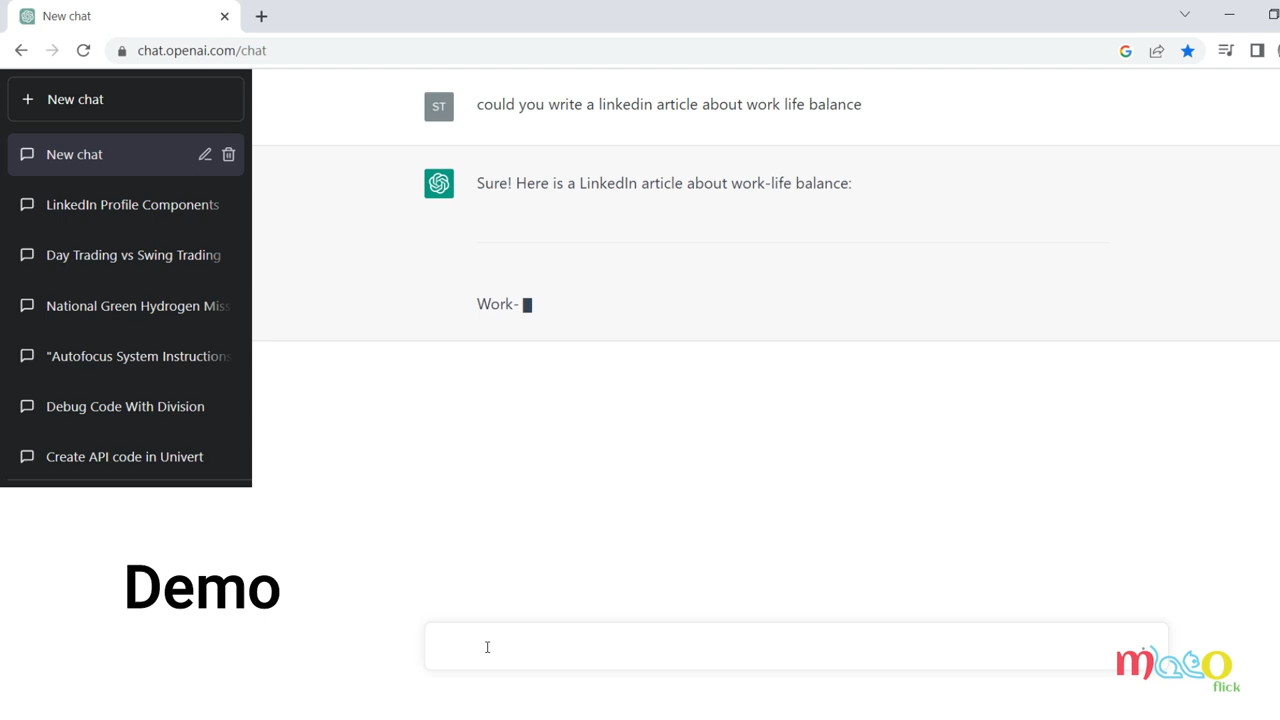 New chat
chat.openai.com/chat
New chat
New chat
LinkedIn Profile Components
Day Trading vs Swing Trading
National Green Hydrogen Miss
"Autofocus System Instructions
Debug Code With Division
Create API code in Univert
ST
could you write a linkedin article about work life balance
Sure! Here is a LinkedIn article about work-life balance:
Work-
Demo
flick